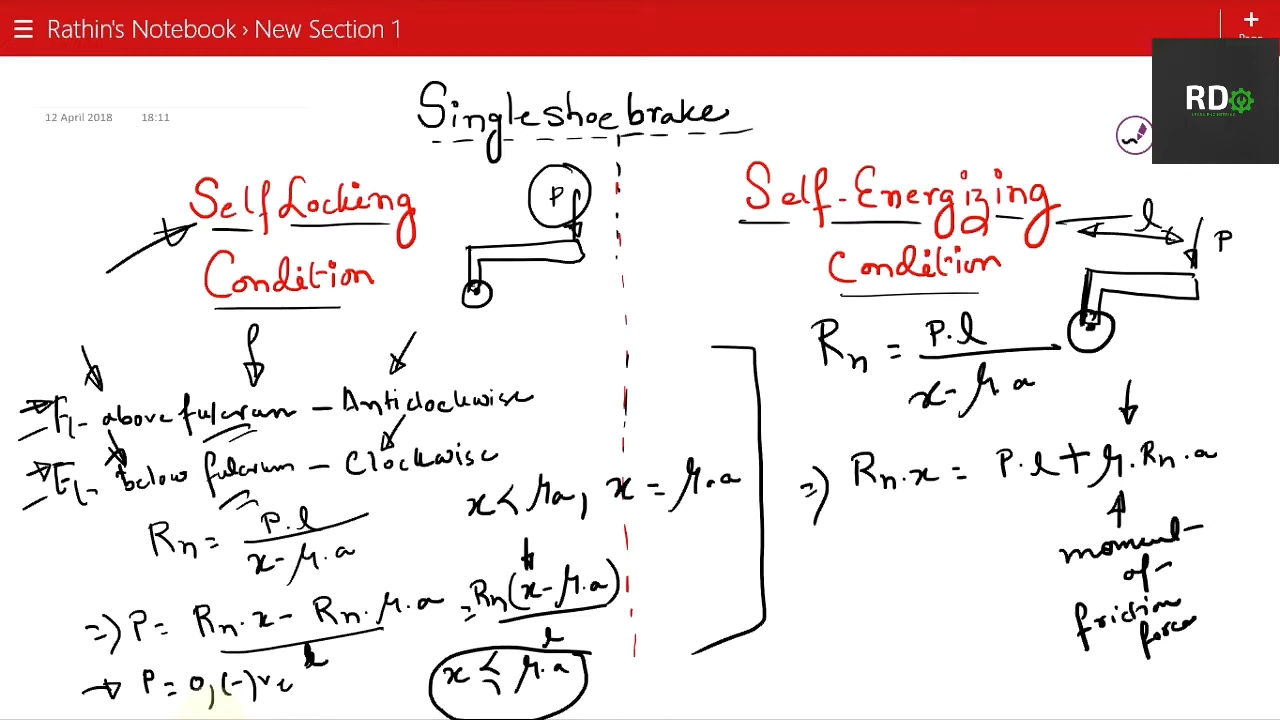 Rathin's Notebook › New Section 1
RD
12 April 2018 18:11
Single shoe brake
Self Locking
Condition
P
→ Ft - above fulcrum - Anticlockwise
→ Ft - below fulcrum - Clockwise
Rn = P.l / x - μ.a
x < μa, x = μ.a
=) P = Rn.x - Rn.μ.a / l = Rn(x - μ.a) / l
→ P = 0, (-)ve
x ≤ μ.a
Self-Energizing
Condition
l
P
Rn = P.l / x - μ.a
=) Rn.x = P.l + μ.Rn.a
moment
of
friction
force